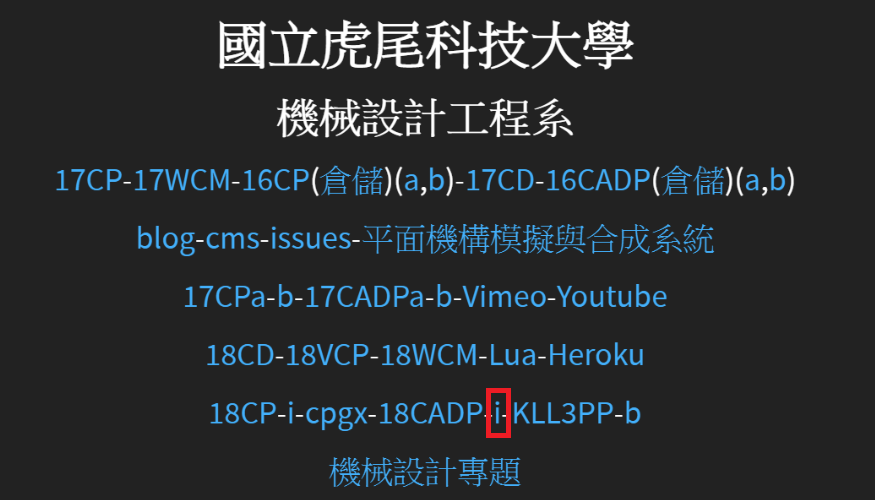 國立虎尾科技大學
機械設計工程系
17CP-17WCM-16CP(倉儲)(a,b)-17CD-16CADP(倉儲)(a,b)
blog-cms-issues-平面機構模擬與合成系統
17CPa-b-17CADPa-b-Vimeo-Youtube
18CD-18VCP-18WCM-Lua-Heroku
18CP-i-cpgx-18CADP-i-KLL3PP-b
機械設計專題